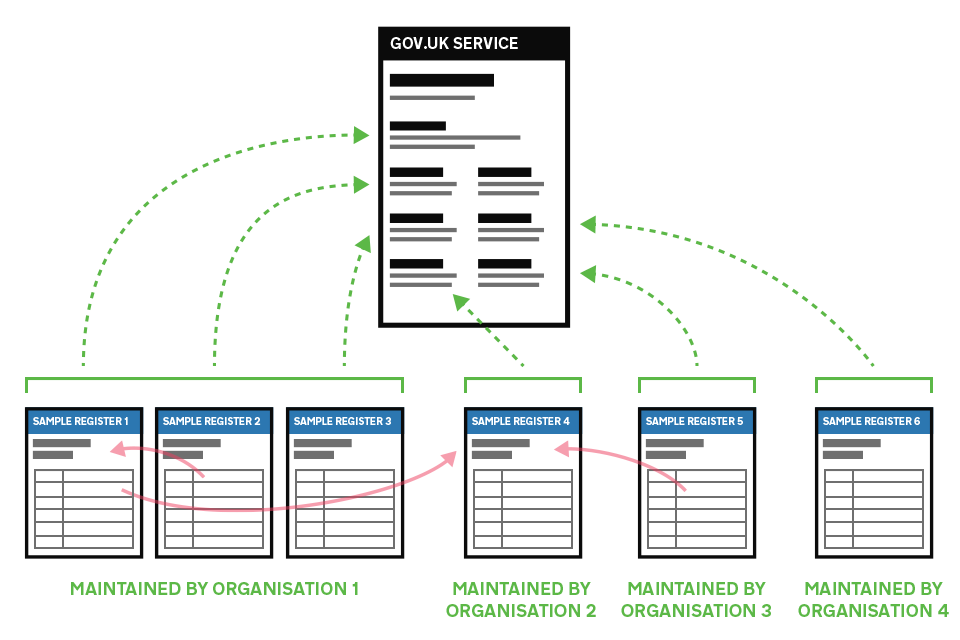 GOV.UK SERVICE
SAMPLE REGISTER 1
SAMPLE REGISTER 2
SAMPLE REGISTER 3
SAMPLE REGISTER 4
SAMPLE REGISTER 5
SAMPLE REGISTER 6
MAINTAINED BY ORGANISATION 1
MAINTAINED BY
ORGANISATION 2
MAINTAINED BY
ORGANISATION 3
MAINTAINED BY
ORGANISATION 4